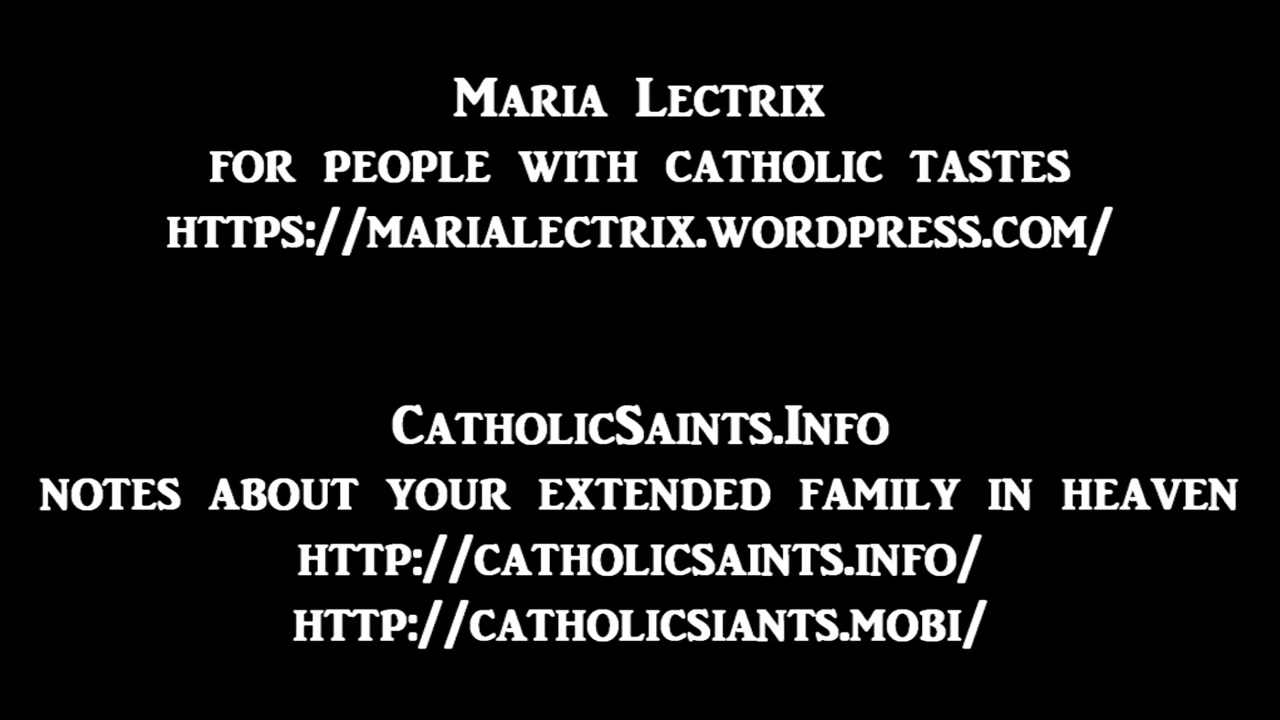 Maria Lectrix
for people with catholic tastes
https://marialectrix.wordpress.com/
CatholicSaints.Info
notes about your extended family in heaven
http://catholicsaints.info/
http://catholicsiants.mobi/